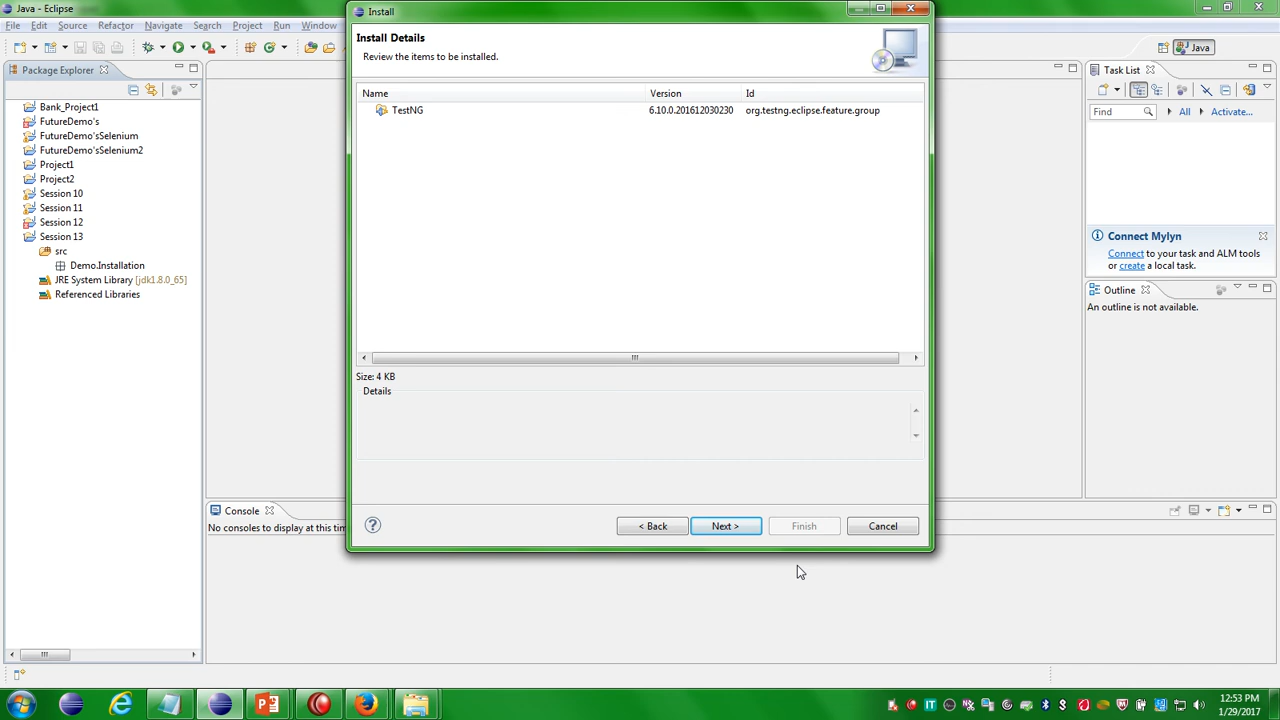 Java - Eclipse
Install
File Edit Source Refactor Navigate Search Project Run Window
Install Details
Review the items to be installed.
Java
Package Explorer
Task List
Find
All
Activate...
Name Version Id
TestNG 6.10.0.201612030230 org.testng.eclipse.feature.group
Bank_Project1
FutureDemo's
FutureDemo'sSelenium
FutureDemo'sSelenium2
Project1
Project2
Session 10
Session 11
Session 12
Session 13
src
Demo.Installation
JRE System Library [jdk1.8.0_65]
Referenced Libraries
Connect Mylyn
Connect to your task and ALM tools
or create a local task.
Outline
An outline is not available.
Size: 4 KB
Details
< Back Next > Finish Cancel
Console
No consoles to display at this tim
12:53 PM
1/29/2017